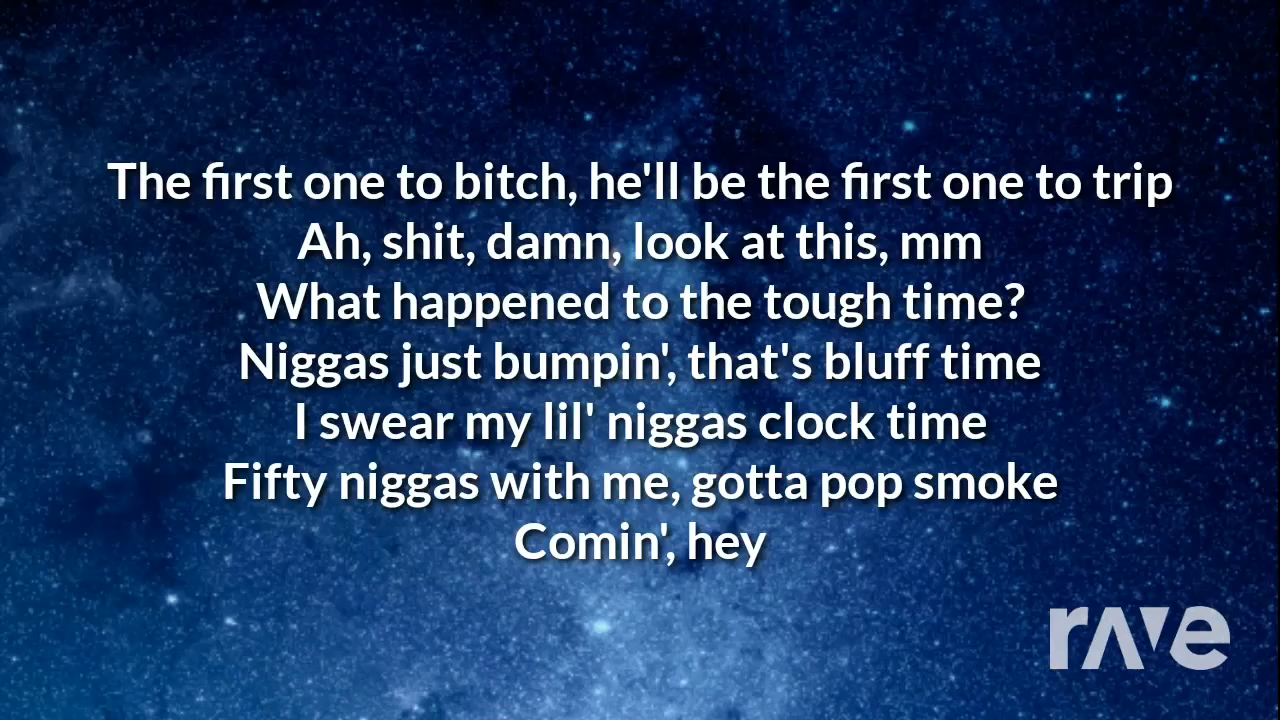 The first one to bitch, he'll be the first one to trip
Ah, shit, damn, look at this, mm
What happened to the tough time?
Niggas just bumpin', that's bluff time
I swear my lil' niggas clock time
Fifty niggas with me, gotta pop smoke
Comin', hey
rave